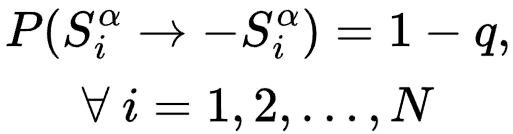 P(S_i^α → −S_i^α) = 1 − q,
∀ i = 1, 2, . . . , N